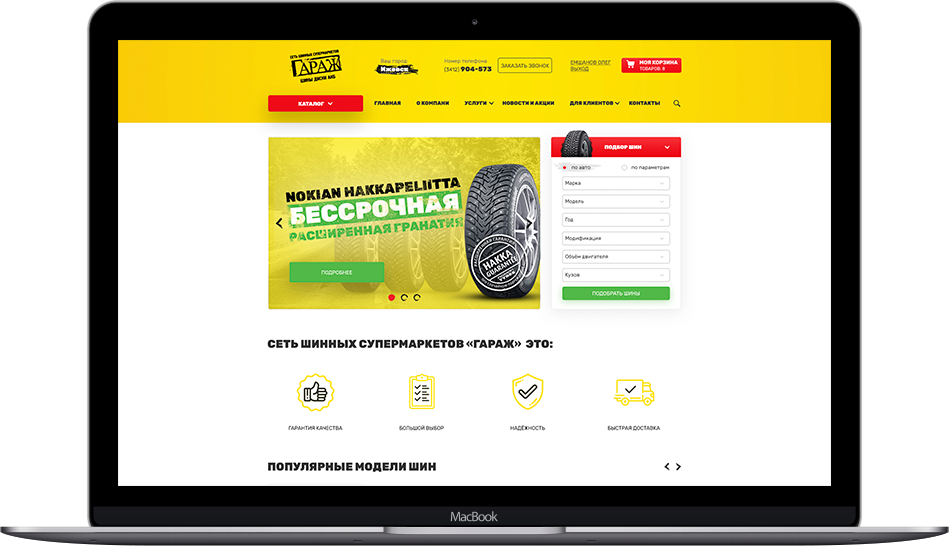 СЕТЬ ШИННЫХ СУПЕРМАРКЕТОВ
ГАРАЖ
ШИНЫ ДИСКИ АКБ
Ваш город:
Ижевск
Номер телефона
(3412) 904-573
ЗАКАЗАТЬ ЗВОНОК
ЕМШАНОВ ОЛЕГ
ВЫХОД
МОЯ КОРЗИНА
ТОВАРОВ: 8
КАТАЛОГ
ГЛАВНАЯ
О КОМПАНИ
УСЛУГИ
НОВОСТИ И АКЦИИ
ДЛЯ КЛИЕНТОВ
КОНТАКТЫ
NOKIAN HAKKAPELIITTA
БЕССРОЧНАЯ
РАСШИРЕННАЯ ГРАНАТИЯ
HAKKA
GUARANTEE
ПОДРОБНЕЕ
ПОДБОР ШИН
по авто
по параметрам
Марка
Модель
Год
Модификация
Объём двигателя
Кузов
ПОДОБРАТЬ ШИНЫ
СЕТЬ ШИННЫХ СУПЕРМАРКЕТОВ «ГАРАЖ» ЭТО:
ГАРАНТИЯ КАЧЕСТВА
БОЛЬШОЙ ВЫБОР
НАДЁЖНОСТЬ
БЫСТРАЯ ДОСТАВКА
ПОПУЛЯРНЫЕ МОДЕЛИ ШИН
MacBook